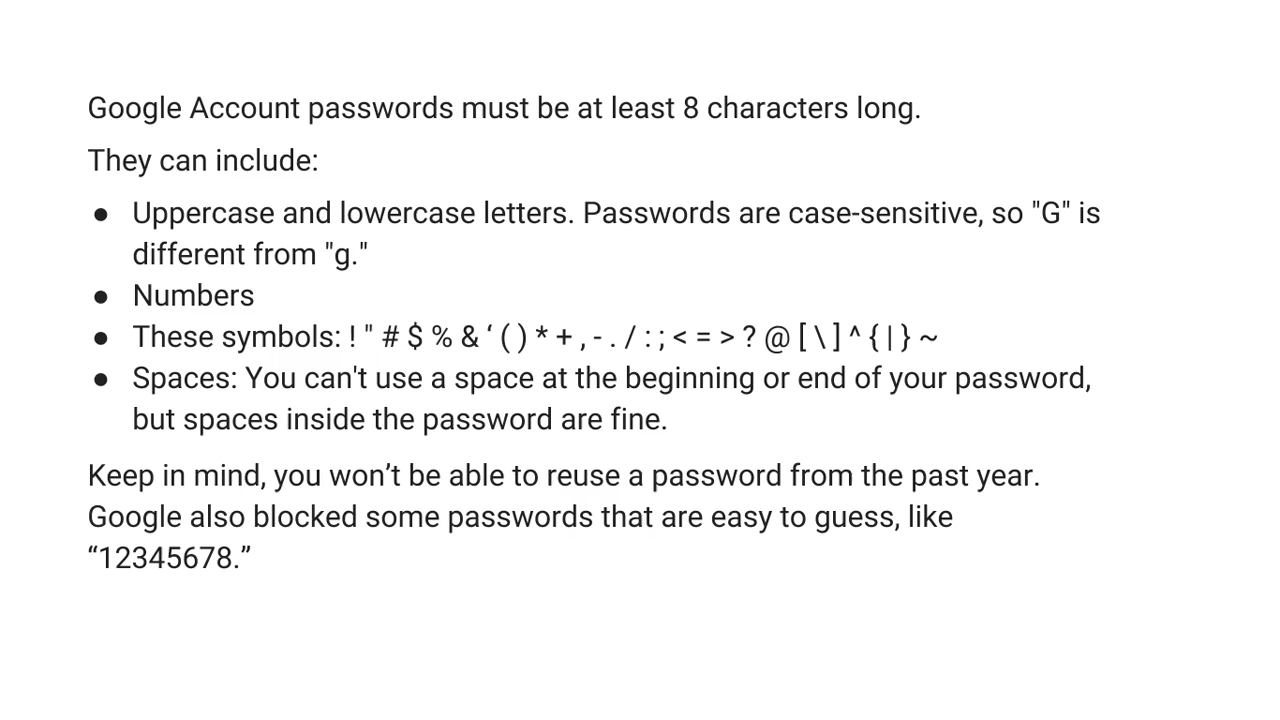 Google Account passwords must be at least 8 characters long.
They can include:
● Uppercase and lowercase letters. Passwords are case-sensitive, so "G" is
different from "g."
● Numbers
● These symbols: ! " # $ % & ‘ ( ) * + , - . / : ; < = > ? @ [ \ ] ^ { | } ~
● Spaces: You can't use a space at the beginning or end of your password,
but spaces inside the password are fine.
Keep in mind, you won’t be able to reuse a password from the past year.
Google also blocked some passwords that are easy to guess, like
“12345678.”